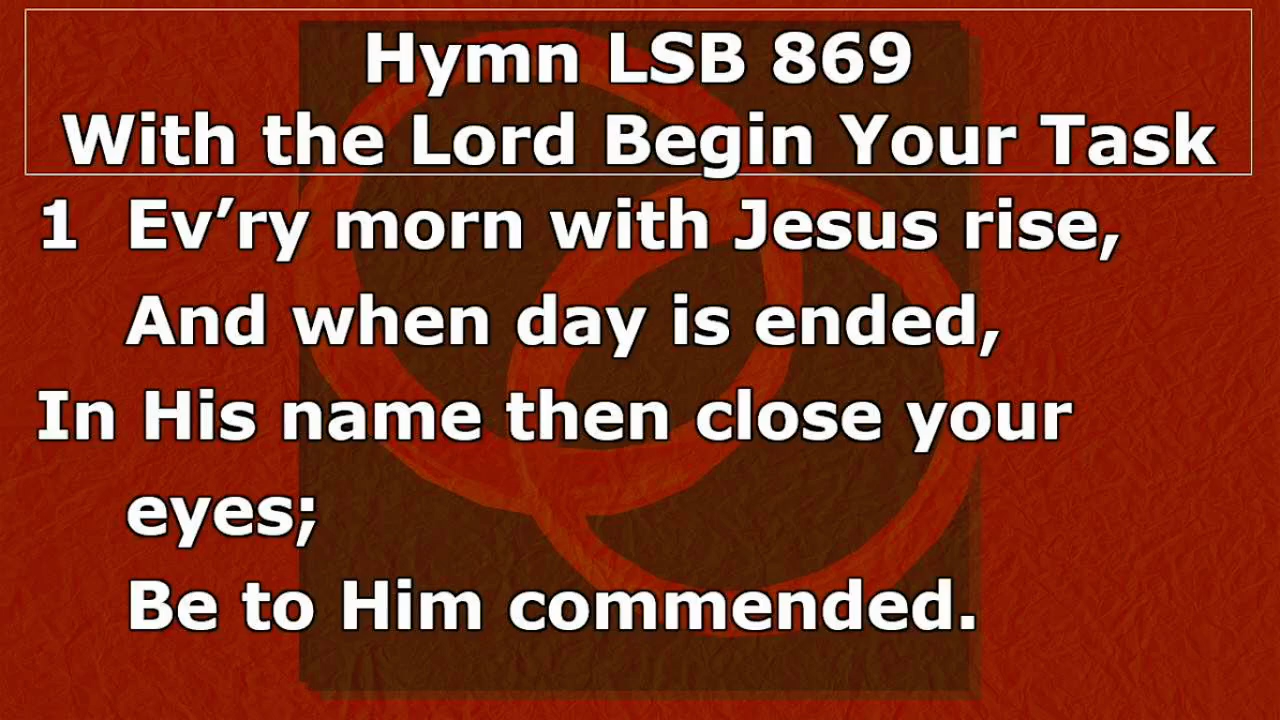 Hymn LSB 869
With the Lord Begin Your Task
1 Ev’ry morn with Jesus rise,
And when day is ended,
In His name then close your
eyes;
Be to Him commended.